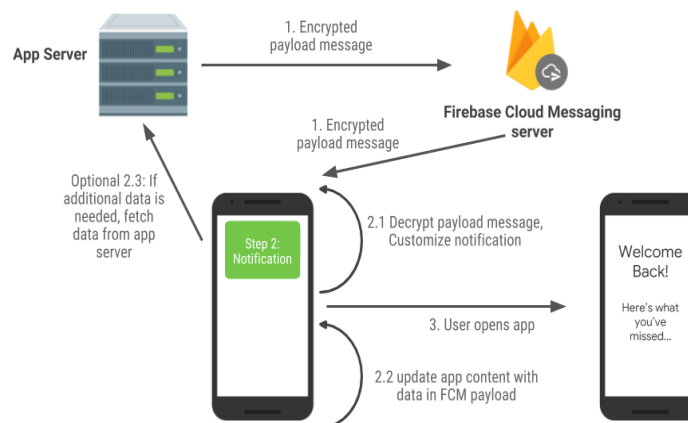 1. Encrypted
payload message
App Server
Firebase Cloud Messaging
server
1. Encrypted
payload message
Optional 2.3: If
additional data is
needed, fetch
data from app
server
Step 2:
Notification
2.1 Decrypt payload message,
Customize notification
Welcome
Back!
Here's what
you've
missed...
3. User opens app
2.2 update app content with
data in FCM payload